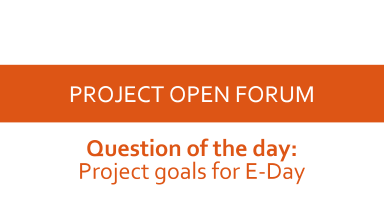 PROJECT OPEN FORUM
Question of the day:
Project goals for E-Day